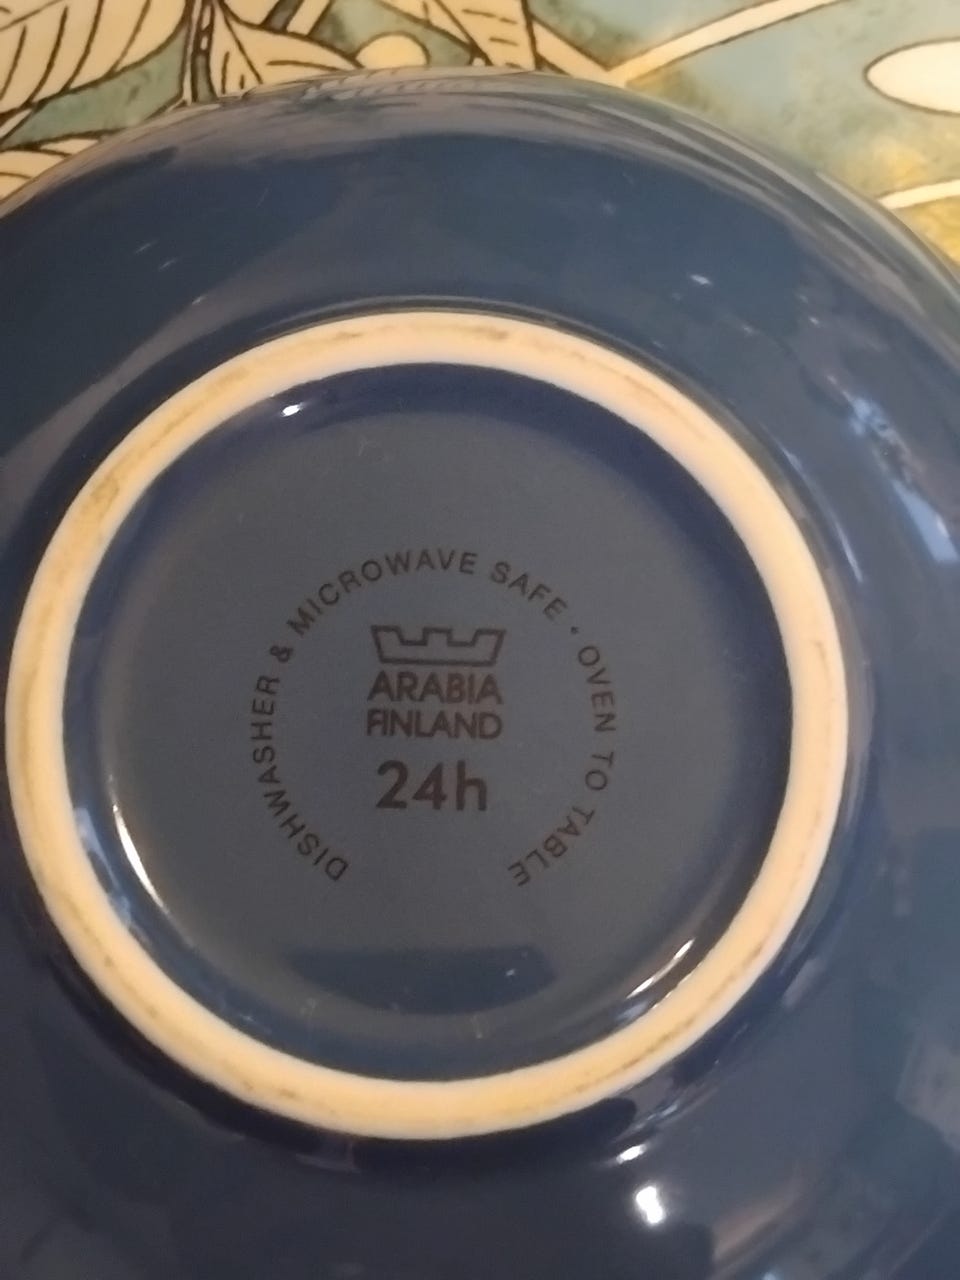 DISHWASHER & MICROWAVE SAFE · OVEN TO TABLE
ARABIA
FINLAND
24h